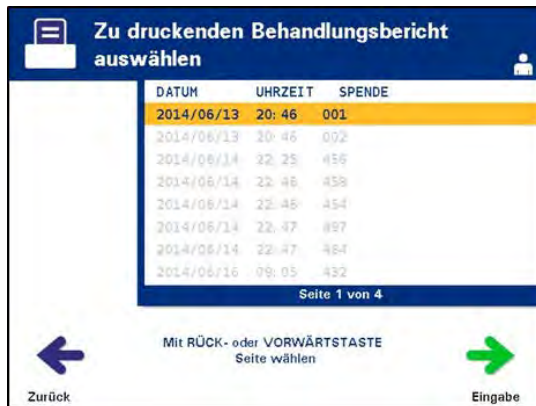 Zu druckenden Behandlungsbericht
auswählen
DATUM UHRZEIT SPENDE
2014/06/13 20:46 001
2014/06/13 20:46 002
2014/06/14 22:25 456
2014/06/14 22:46 458
2014/06/14 22:46 454
2014/06/14 22:47 497
2014/06/14 22:47 464
2014/06/16 09:05 432
Seite 1 von 4
Mit RÜCK- oder VORWÄRTSTASTE
Seite wählen
Zurück
Eingabe